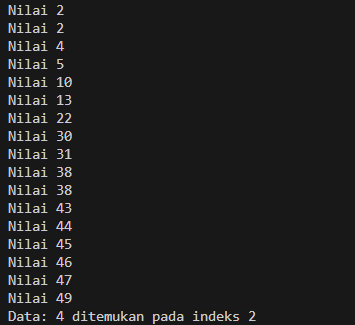 Nilai 2
Nilai 2
Nilai 4
Nilai 5
Nilai 10
Nilai 13
Nilai 22
Nilai 30
Nilai 31
Nilai 38
Nilai 38
Nilai 43
Nilai 44
Nilai 45
Nilai 46
Nilai 47
Nilai 49
Data: 4 ditemukan pada indeks 2